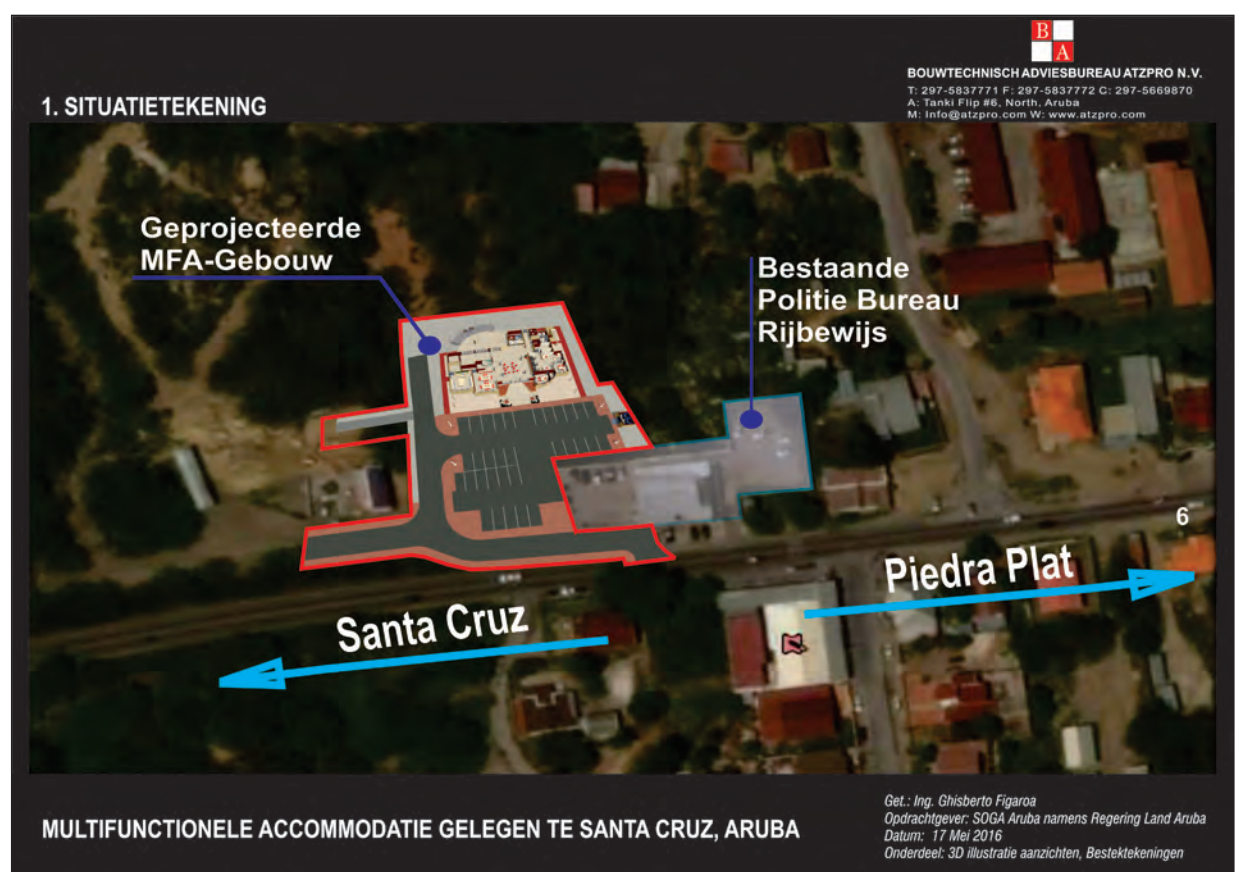 B
A
BOUWTECHNISCH ADVIESBUREAU ATZPRO N.V.
T: 297-5837771 F: 297-5837772 C: 297-5669870
A: Tanki Flip #6, North, Aruba
M: Info@atzpro.com W: www.atzpro.com
1. SITUATIETEKENING
Geprojecteerde
MFA-Gebouw
Bestaande
Politie Bureau
Rijbewijs
6
Piedra Plat
Santa Cruz
MULTIFUNCTIONELE ACCOMMODATIE GELEGEN TE SANTA CRUZ, ARUBA
Get.: Ing. Ghisberto Figaroa
Opdrachtgever: SOGA Aruba namens Regering Land Aruba
Datum: 17 Mei 2016
Onderdeel: 3D illustratie aanzichten, Bestektekeningen